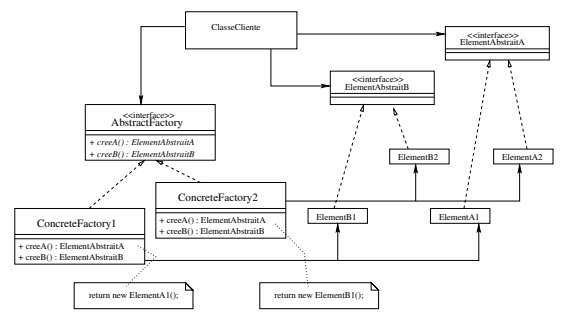 ClasseCliente
<<interface>>
ElementAbstraitA
<<interface>>
ElementAbstraitB
<<interface>>
AbstractFactory
+ creeA() : ElementAbstraitA
+ creeB() : ElementAbstraitB
ElementB2
ElementA2
ConcreteFactory2
+ creeA() : ElementAbstraitA
+ creeB() : ElementAbstraitB
ElementB1
ElementA1
ConcreteFactory1
+ creeA() : ElementAbstraitA
+ creeB() : ElementAbstraitB
return new ElementA1();
return new ElementB1();